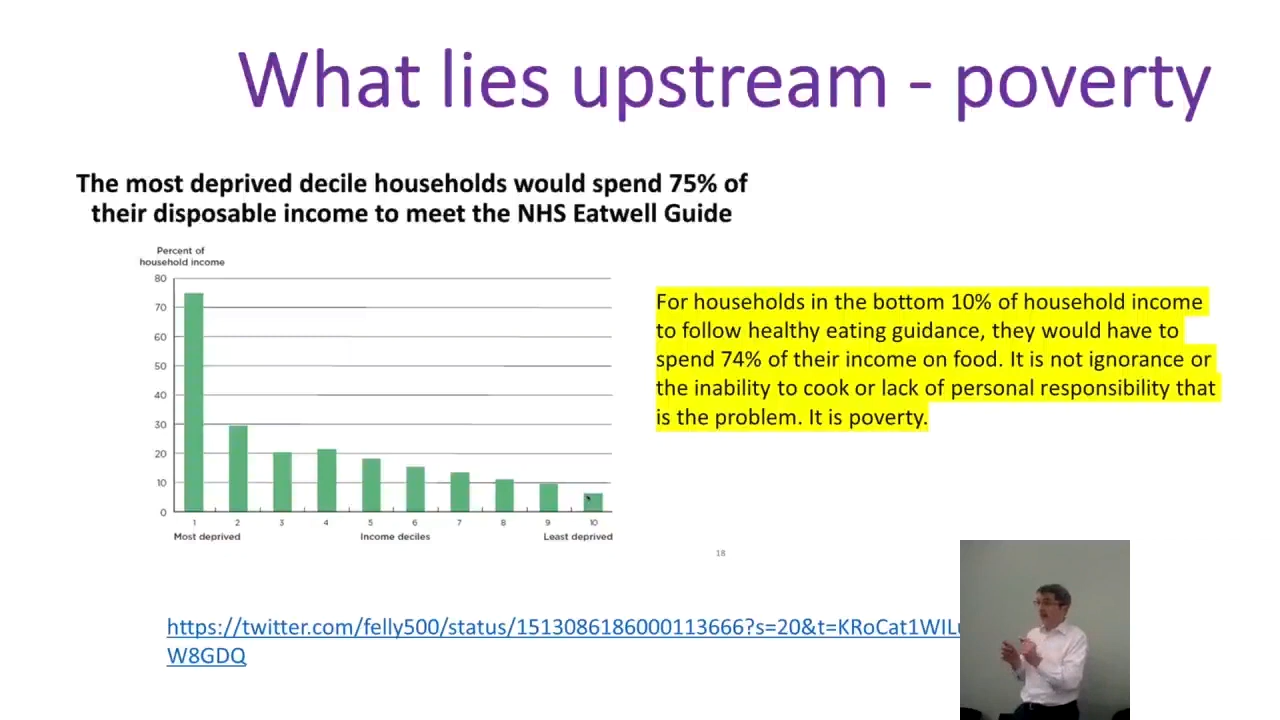 What lies upstream - poverty
The most deprived decile households would spend 75% of
their disposable income to meet the NHS Eatwell Guide
Percent of
household income
80
70
60
50
40
30
20
10
0
1 2 3 4 5 6 7 8 9 10
Most deprived Income deciles Least deprived
For households in the bottom 10% of household income
to follow healthy eating guidance, they would have to
spend 74% of their income on food. It is not ignorance or
the inability to cook or lack of personal responsibility that
is the problem. It is poverty.
18
https://twitter.com/felly500/status/1513086186000113666?s=20&t=KRoCat1WIL
W8GDQ